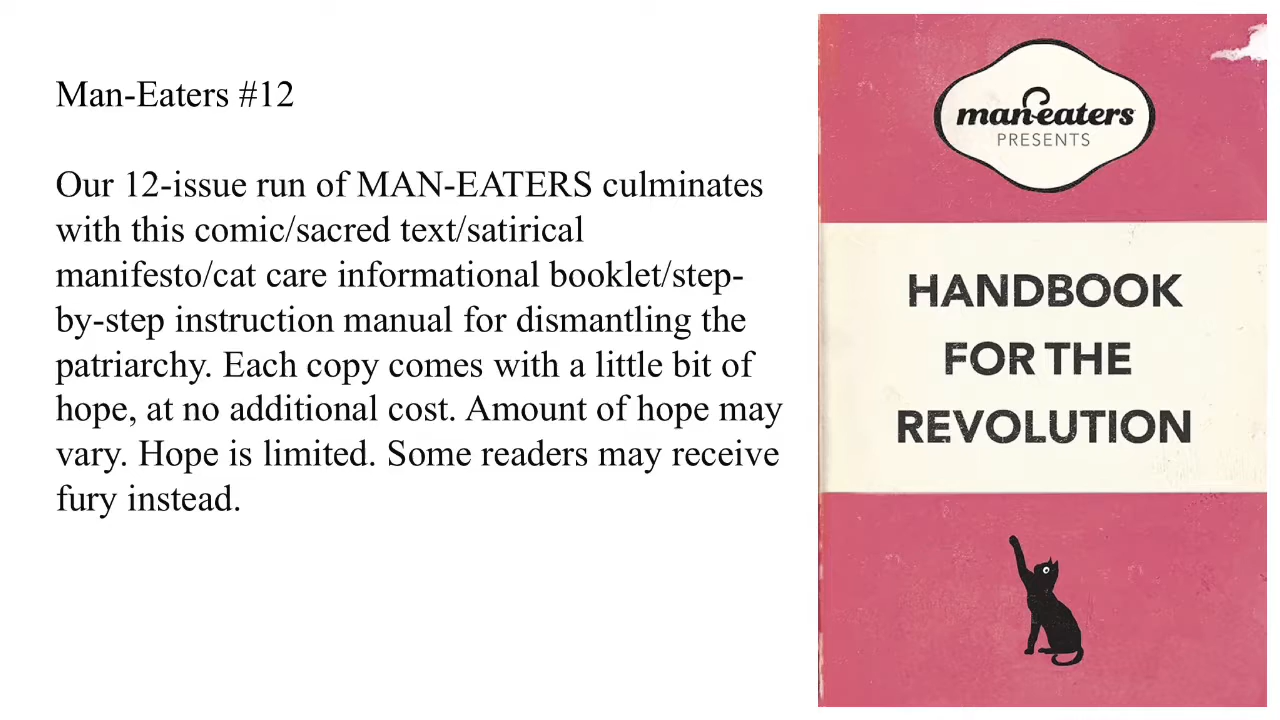 Man-Eaters #12
Our 12-issue run of MAN-EATERS culminates
with this comic/sacred text/satirical
manifesto/cat care informational booklet/step-
by-step instruction manual for dismantling the
patriarchy. Each copy comes with a little bit of
hope, at no additional cost. Amount of hope may
vary. Hope is limited. Some readers may receive
fury instead.
man-eaters
PRESENTS
HANDBOOK
FOR THE
REVOLUTION